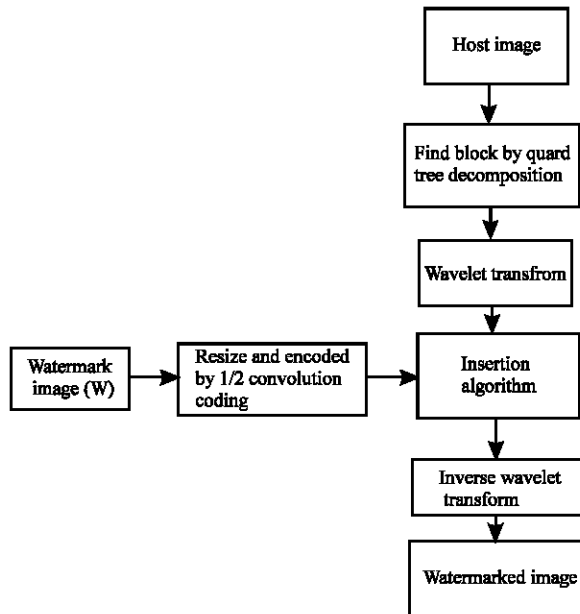 Host image
Find block by quard
tree decomposition
Wavelet transfrom
Watermark
image (W)
Resize and encoded
by 1/2 convolution
coding
Insertion
algorithm
Inverse wavelet
transform
Watermarked image